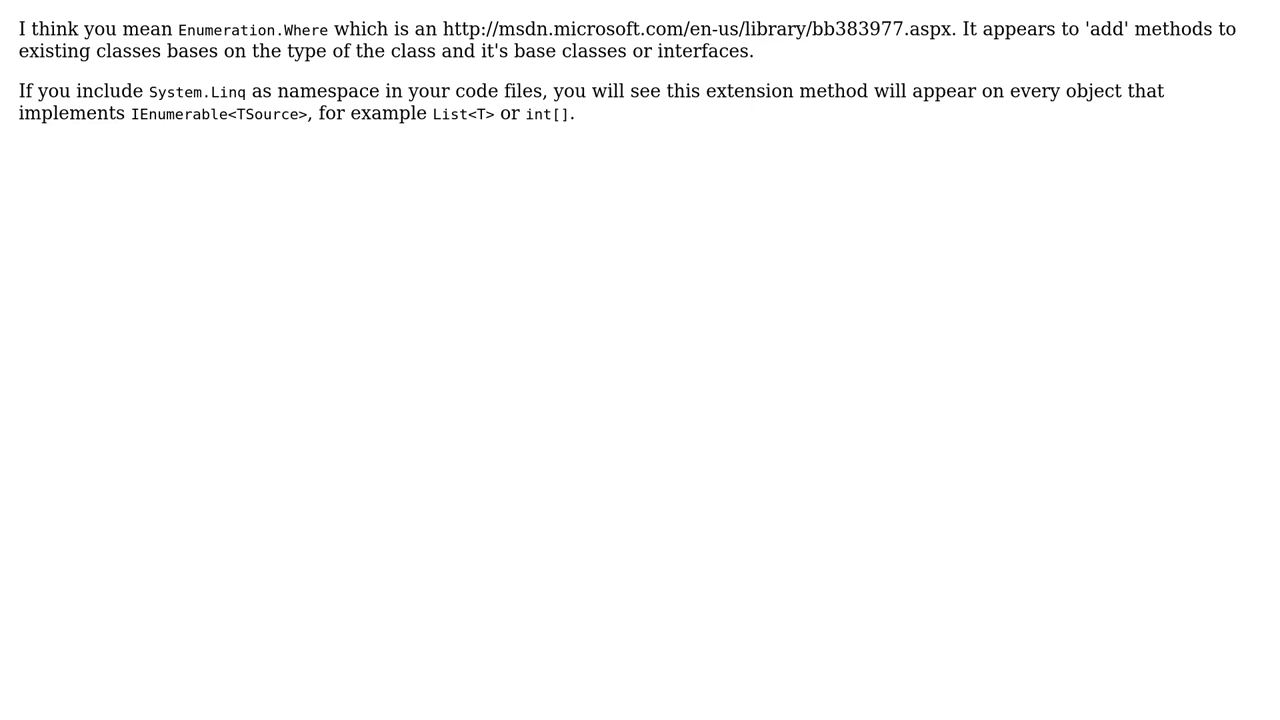 I think you mean Enumeration.Where which is an http://msdn.microsoft.com/en-us/library/bb383977.aspx. It appears to 'add' methods to
existing classes bases on the type of the class and it's base classes or interfaces.
If you include System.Linq as namespace in your code files, you will see this extension method will appear on every object that
implements IEnumerable<TSource>, for example List<T> or int[].